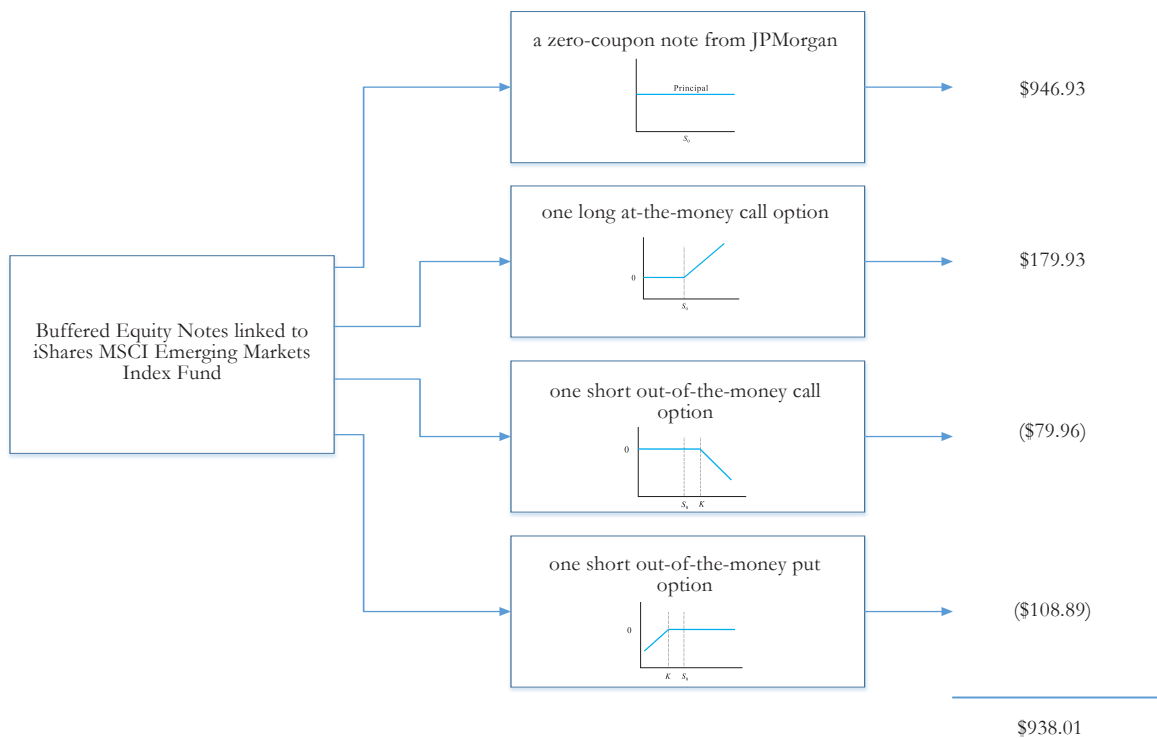 a zero-coupon note from JPMorgan
Principal
S₀
$946.93
one long at-the-money call option
0
S₀
$179.93
Buffered Equity Notes linked to
iShares MSCI Emerging Markets
Index Fund
one short out-of-the-money call
option
0
S₀ K
($79.96)
one short out-of-the-money put
option
0
K S₀
($108.89)
$938.01